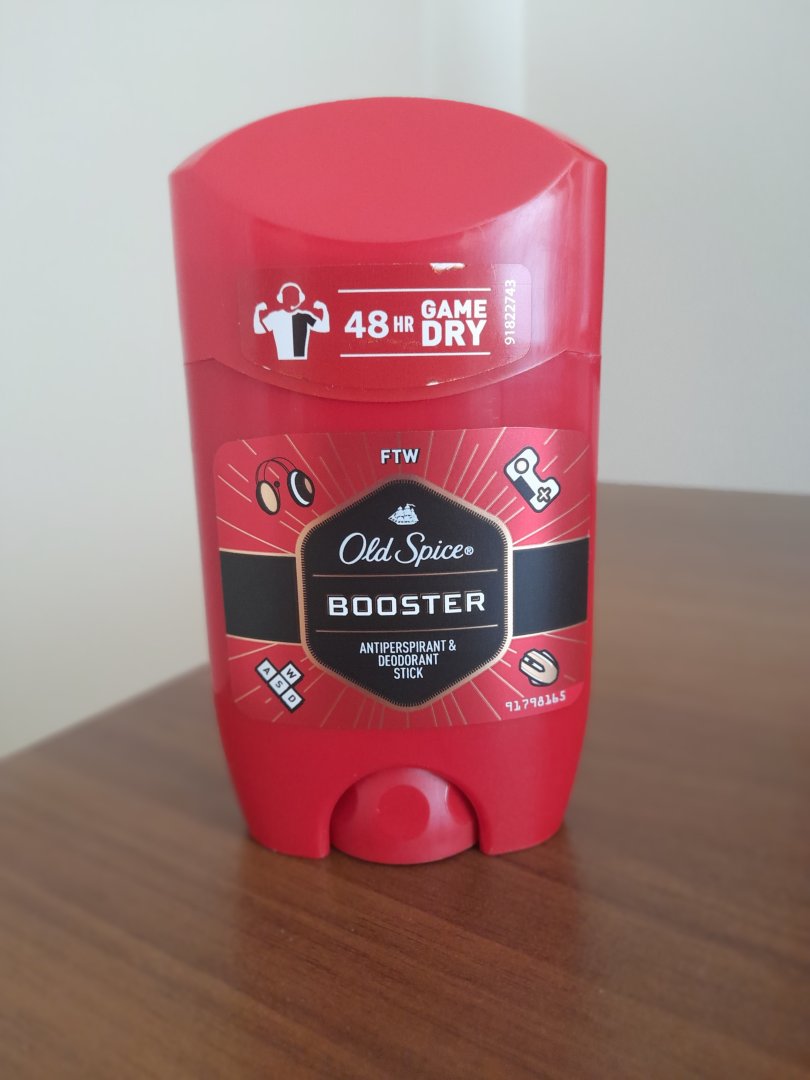 48 HR GAME DRY
91822743
FTW
Old Spice®
BOOSTER
ANTIPERSPIRANT &
DEODORANT
STICK
W
A S D
91798165